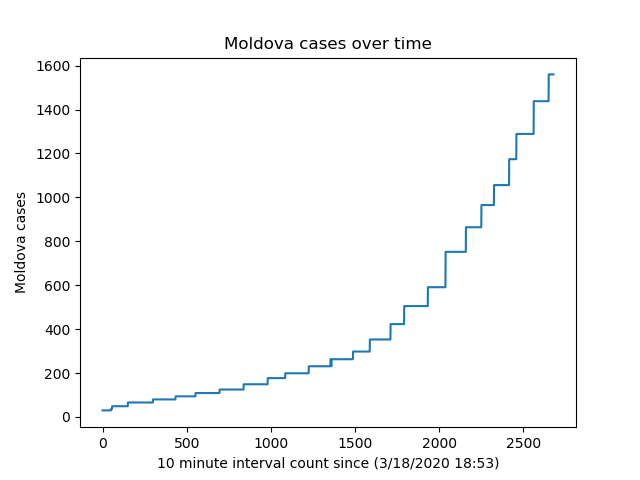 Moldova cases over time
1600
1400
1200
1000
800
600
400
200
0
Moldova cases
0 500 1000 1500 2000 2500
10 minute interval count since (3/18/2020 18:53)